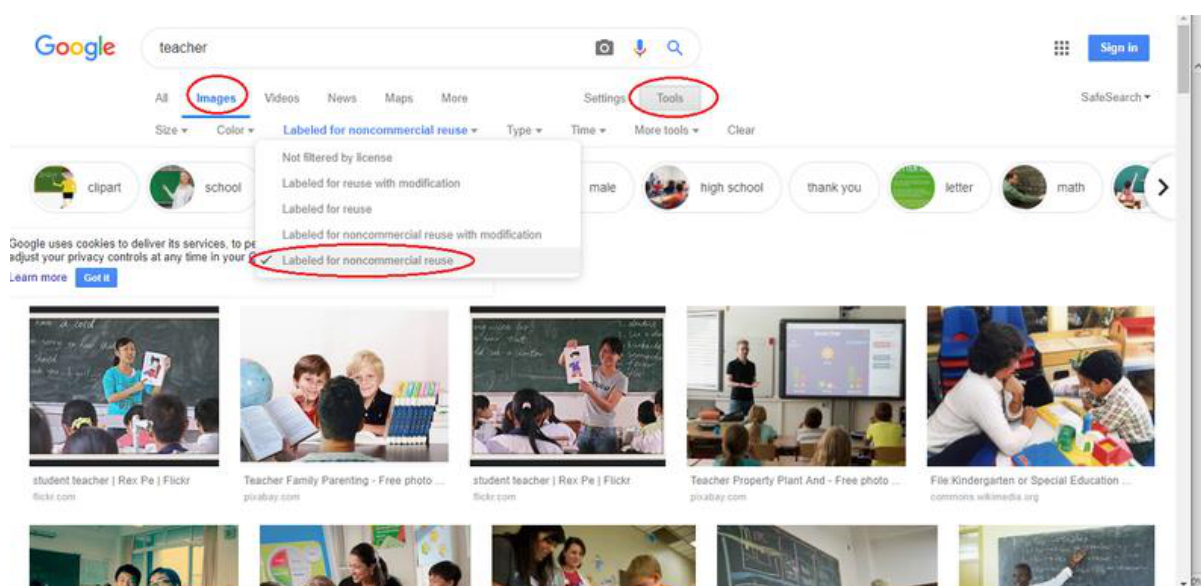 Google
teacher
Sign in
All Images Videos News Maps More Settings Tools SafeSearch
Size Color Labeled for noncommercial reuse Type Time More tools Clear
Not filtered by license
Labeled for reuse with modification
Labeled for reuse
Labeled for noncommercial reuse with modification
Labeled for noncommercial reuse
clipart school male high school thank you letter math
Google uses cookies to deliver its services, to pe
adjust your privacy controls at any time in your
Learn more Got it
student teacher | Rex Pe | Flickr
flickr.com
Teacher Family Parenting - Free photo ...
pixabay.com
student teacher | Rex Pe | Flickr
flickr.com
Teacher Property Plant And - Free photo ...
pixabay.com
File:Kindergarten or Special Education ...
commons.wikimedia.org